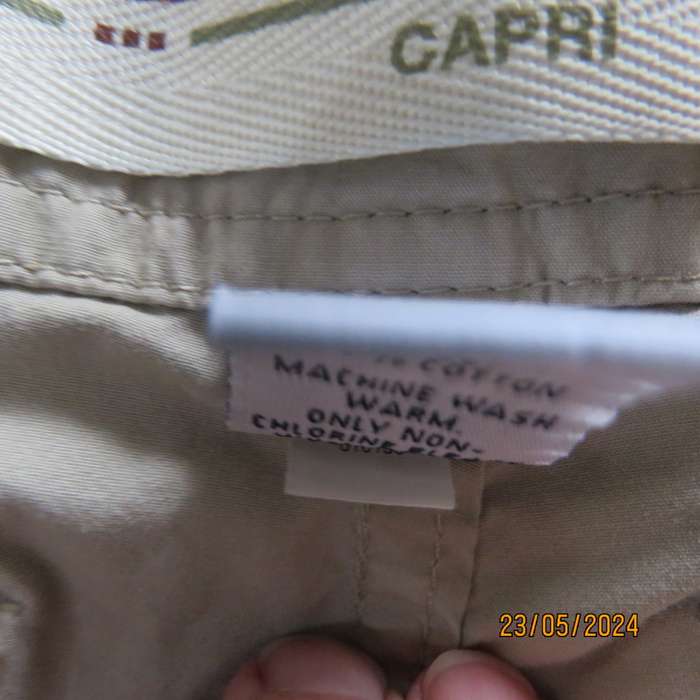 CAPRI
COTTON
MACHINE WASH
WARM.
ONLY NON-
CHLORINE
23/05/2024